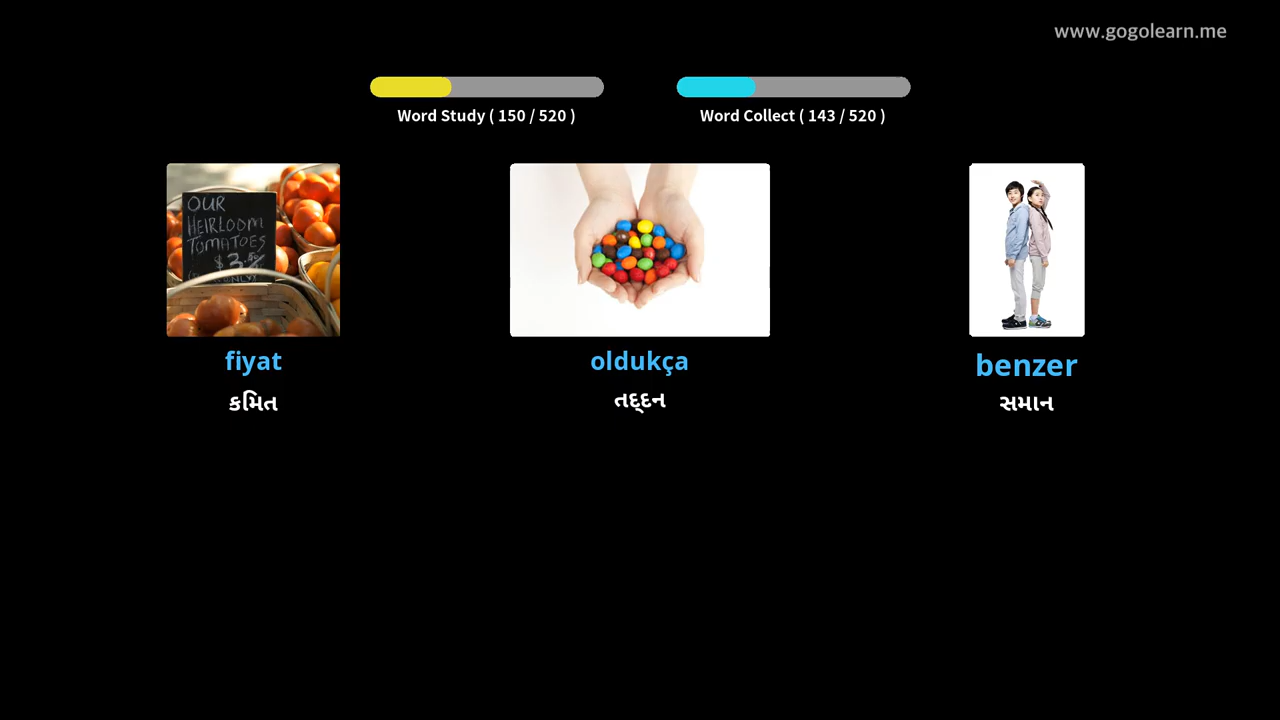 www.gogolearn.me
Word Study ( 150 / 520 )
Word Collect ( 143 / 520 )
OUR
HEIRLOOM
TOMATOES
fiyat
oldukça
benzer
કમિત
તદ્દન
સમાન